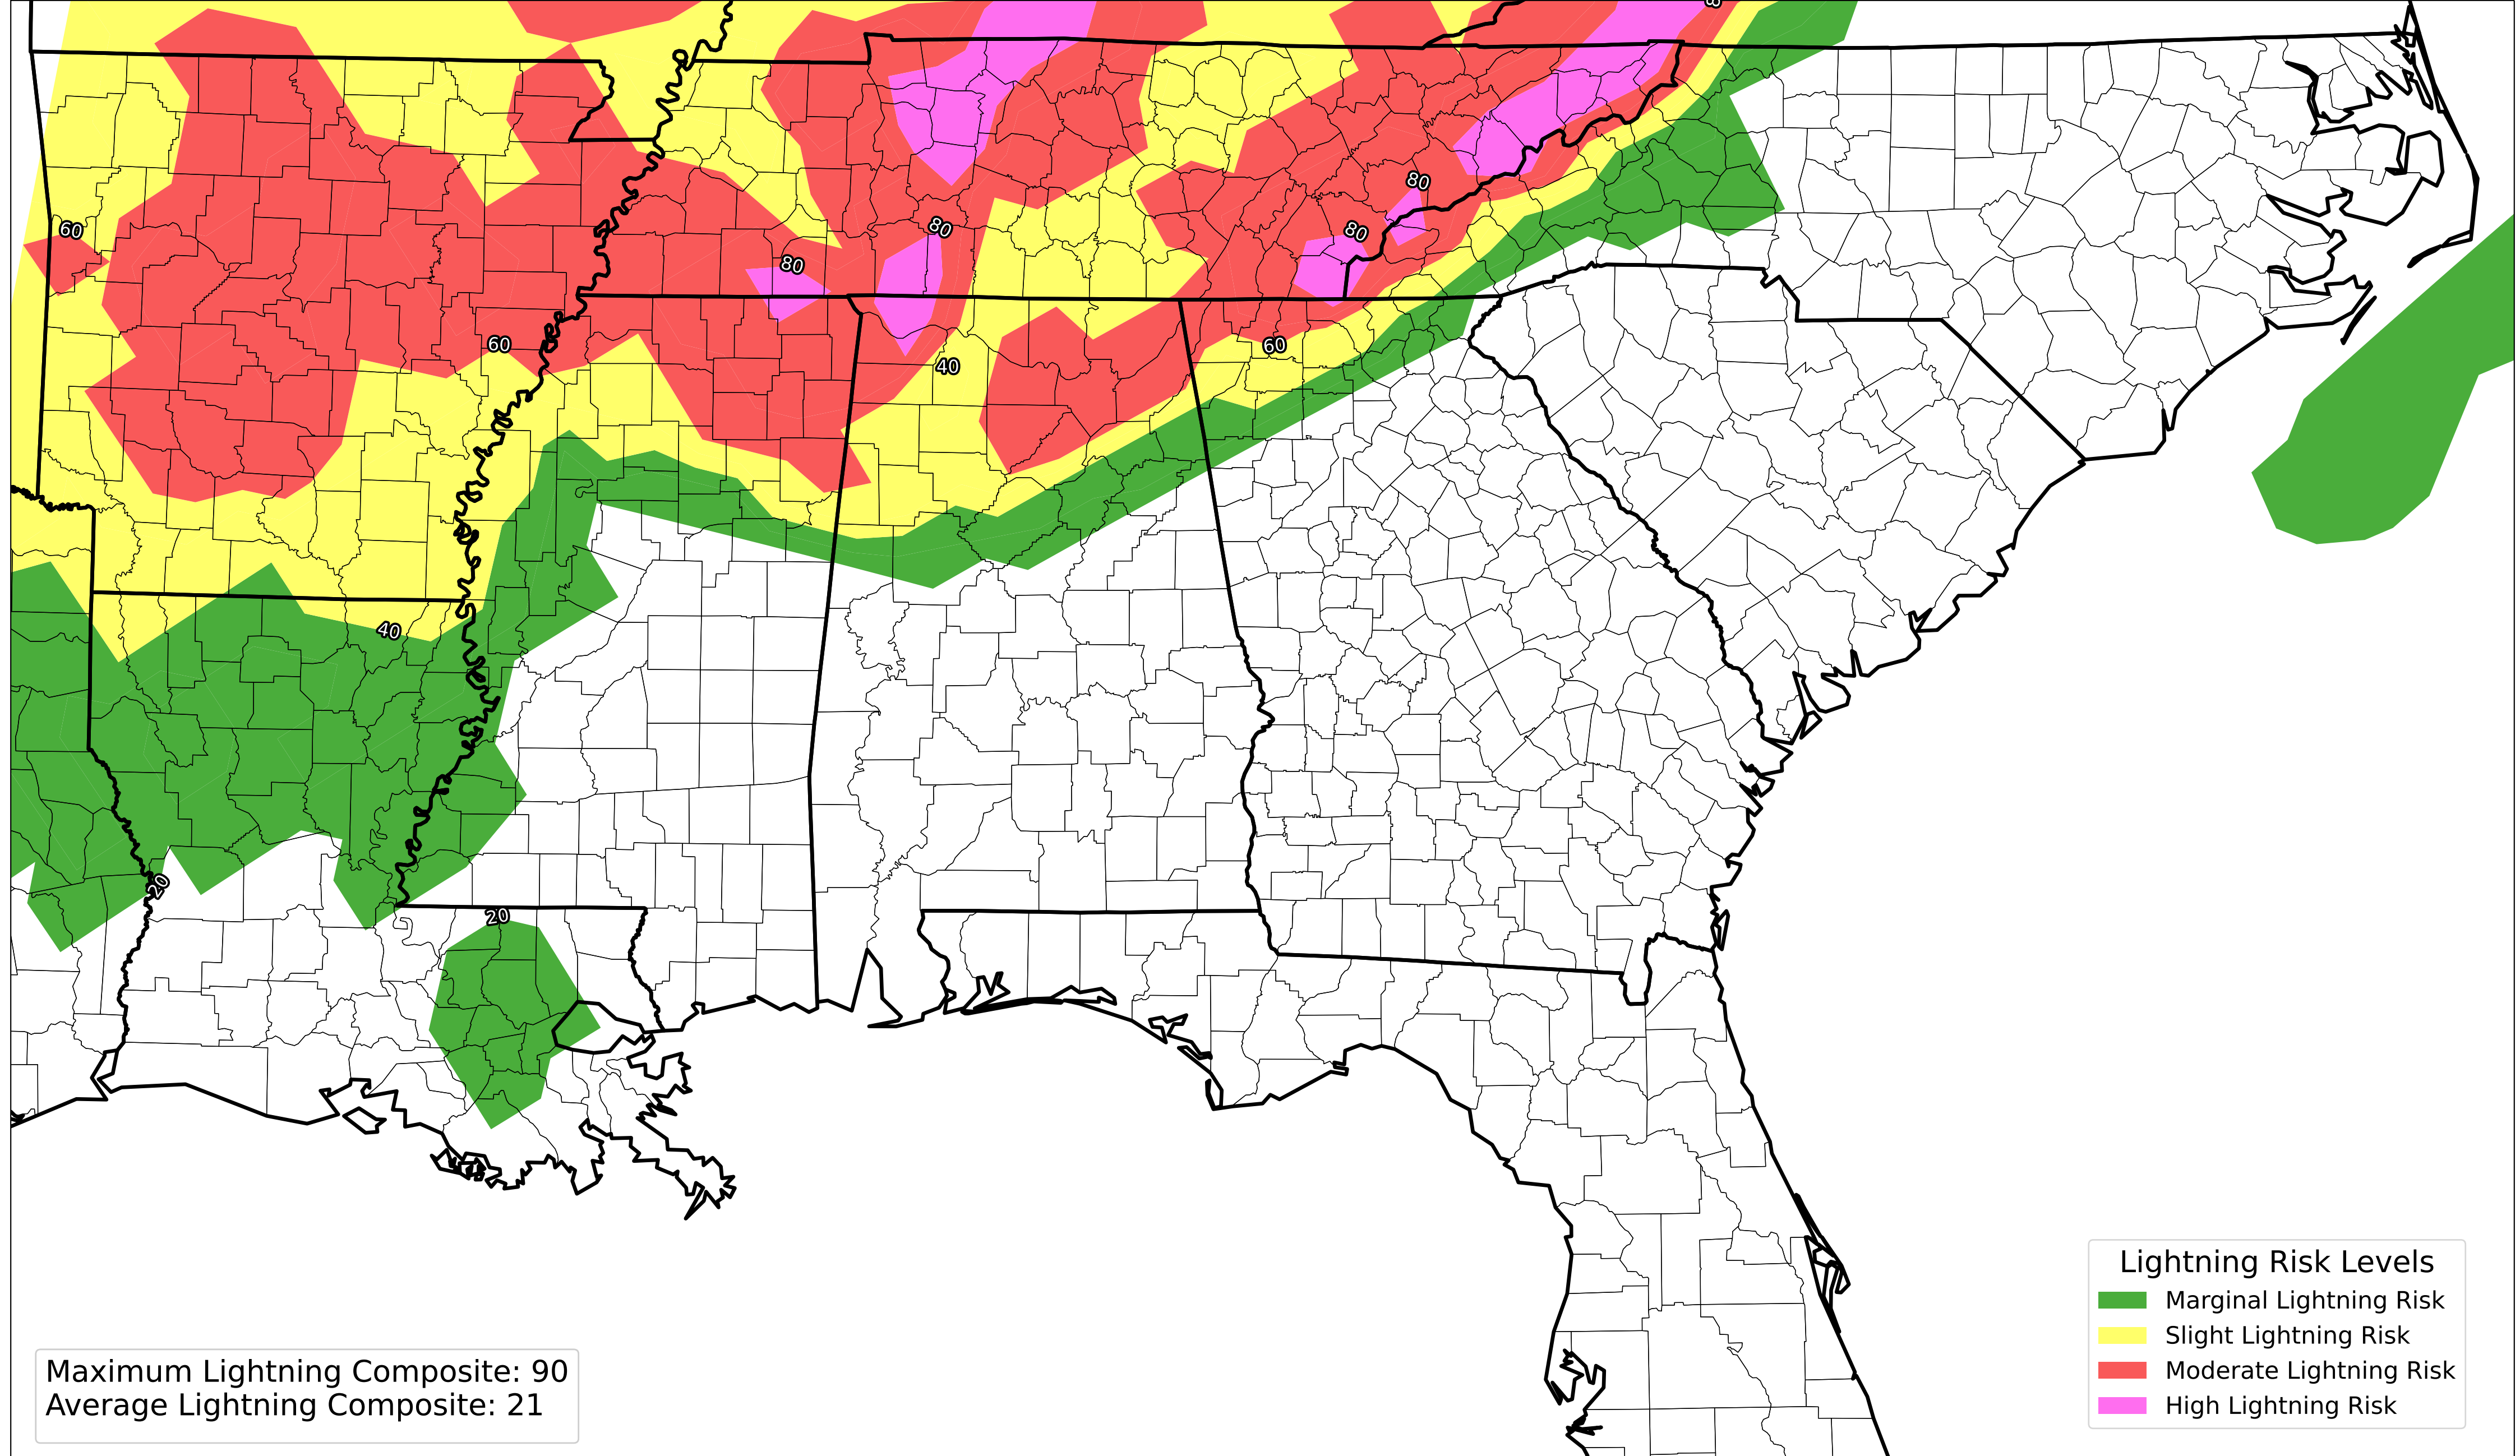 80
80
60
80
80
80
60
60
40
40
20
20
Lightning Risk Levels
Marginal Lightning Risk
Slight Lightning Risk
Moderate Lightning Risk
High Lightning Risk
Maximum Lightning Composite: 90
Average Lightning Composite: 21